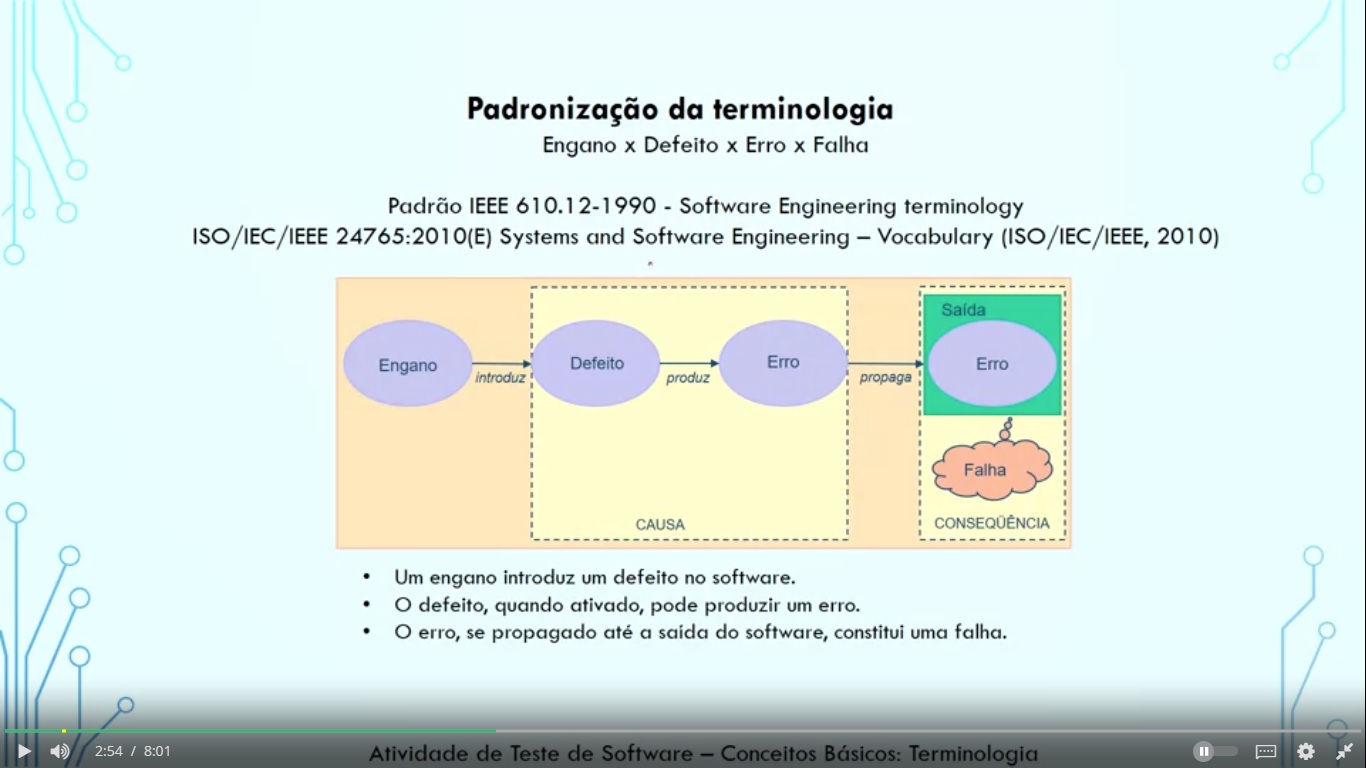 Padronização da terminologia
Engano x Defeito x Erro x Falha
Padrão IEEE 610.12-1990 - Software Engineering terminology
ISO/IEC/IEEE 24765:2010(E) Systems and Software Engineering – Vocabulary (ISO/IEC/IEEE, 2010)
Saída
Engano
introduz
Defeito
produz
Erro
propaga
Erro
Falha
CAUSA
CONSEQÜÊNCIA
• Um engano introduz um defeito no software.
• O defeito, quando ativado, pode produzir um erro.
• O erro, se propagado até a saída do software, constitui uma falha.
2:54 / 8:01
Atividade de Teste de Software – Conceitos Básicos: Terminologia